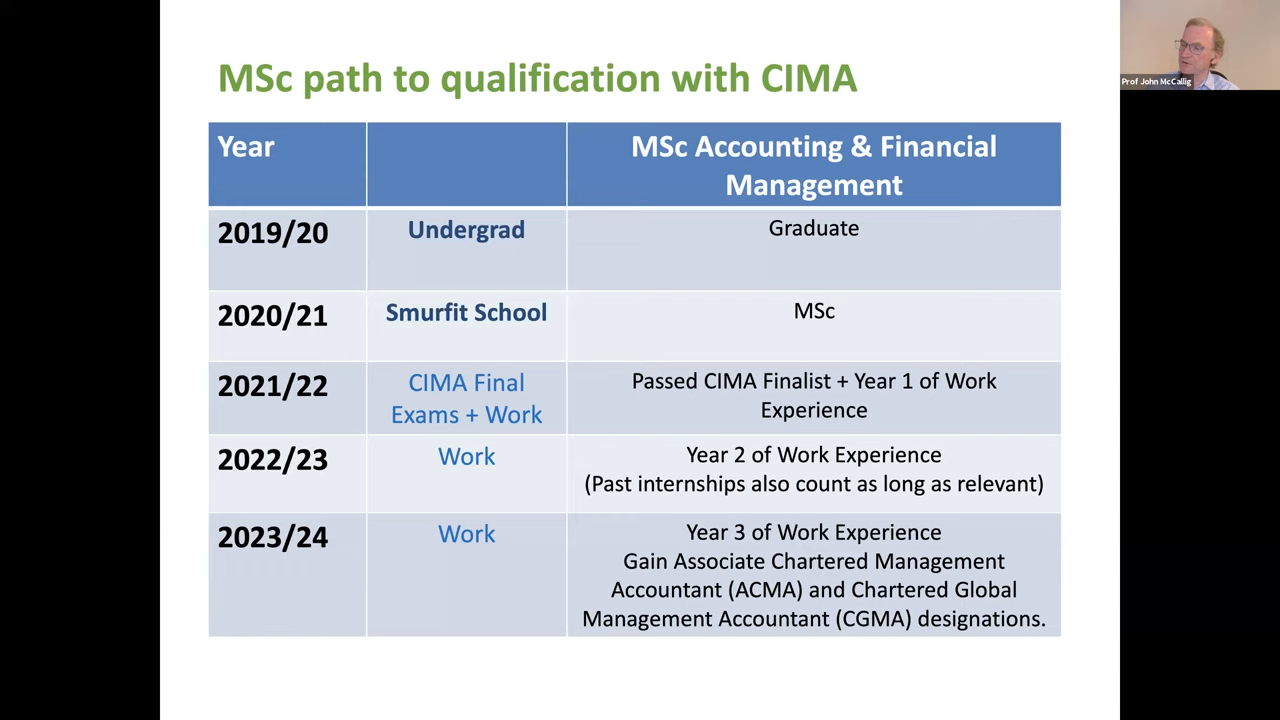 MSc path to qualification with CIMA
Prof John McCallig
Year
MSc Accounting & Financial
Management
2019/20
Undergrad
Graduate
2020/21
Smurfit School
MSc
2021/22
CIMA Final
Exams + Work
Passed CIMA Finalist + Year 1 of Work
Experience
2022/23
Work
Year 2 of Work Experience
(Past internships also count as long as relevant)
2023/24
Work
Year 3 of Work Experience
Gain Associate Chartered Management
Accountant (ACMA) and Chartered Global
Management Accountant (CGMA) designations.